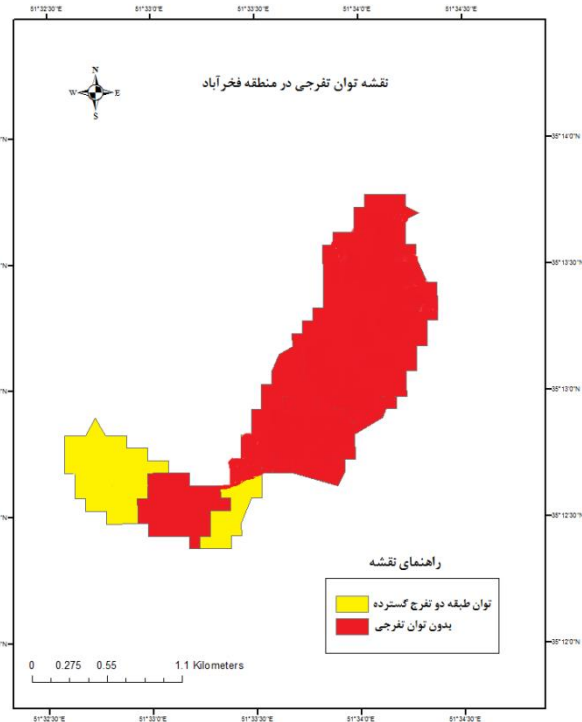 51°32'30"E 51°33'0"E 51°33'30"E 51°34'0"E 51°34'30"E
نقشه توان تفرجی در منطقه فخرآباد
N
W E
S
35°14'0"N
"N
35°13'30"N
"N
35°13'0"N
"N
35°12'30"N
"N
35°12'0"N
"N
راهنمای نقشه
توان طبقه دو تفرج گسترده
بدون توان تفرجی
0 0.275 0.55 1.1 Kilometers
51°32'30"E 51°33'0"E 51°33'30"E 51°34'0"E 51°34'30"E